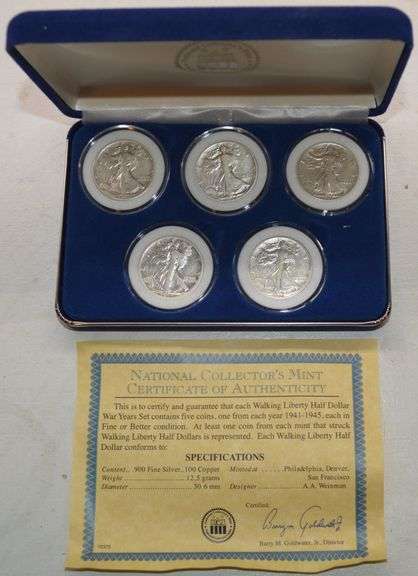 NATIONAL COLLECTOR'S MINT
CERTIFICATE OF AUTHENTICITY
This is to certify and guarantee that each Walking Liberty Half Dollar
War Years Set contains five coins, one from each year 1941-1945, each in
Fine or Better condition. At least one coin from each mint that struck
Walking Liberty Half Dollars is represented. Each Walking Liberty Half
Dollar conforms to:
SPECIFICATIONS
Content . .900 Fine Silver, .100 Copper Minted at . . . . . Philadelphia, Denver,
Weight . . . . . . . . . . . . . . 12.5 grams San Francisco
Diameter . . . . . . . . . . . . . 30.6 mm Designer . . . . . . . . . . . A.A. Weinman
Certified:
Barry M. Goldwater, Jr., Director